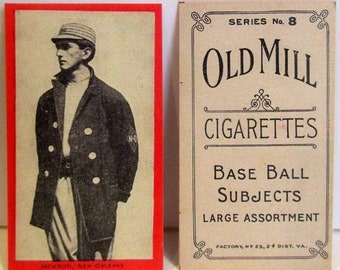 JACKSON, NEW ORLEANS
SERIES No. 8
OLD MILL
CIGARETTES
BASE BALL
SUBJECTS
LARGE ASSORTMENT
FACTORY, Nº 25, 2D DIST. VA.